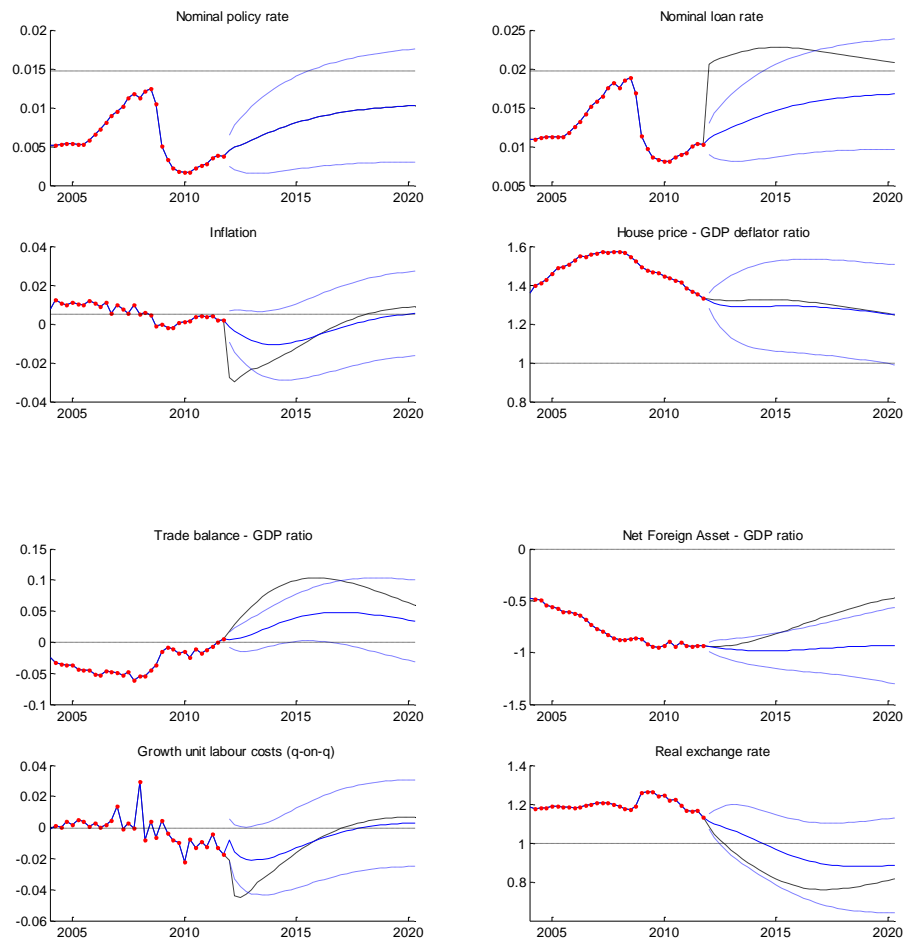 Nominal policy rate
0.02
0.015
0.01
0.005
0
2005 2010 2015 2020
Nominal loan rate
0.025
0.02
0.015
0.01
0.005
2005 2010 2015 2020
Inflation
0.04
0.02
0
-0.02
-0.04
2005 2010 2015 2020
House price - GDP deflator ratio
1.6
1.4
1.2
1
0.8
2005 2010 2015 2020
Trade balance - GDP ratio
0.15
0.1
0.05
0
-0.05
-0.1
2005 2010 2015 2020
Net Foreign Asset - GDP ratio
0
-0.5
-1
-1.5
2005 2010 2015 2020
Growth unit labour costs (q-on-q)
0.04
0.02
0
-0.02
-0.04
-0.06
2005 2010 2015 2020
Real exchange rate
1.4
1.2
1
0.8
2005 2010 2015 2020